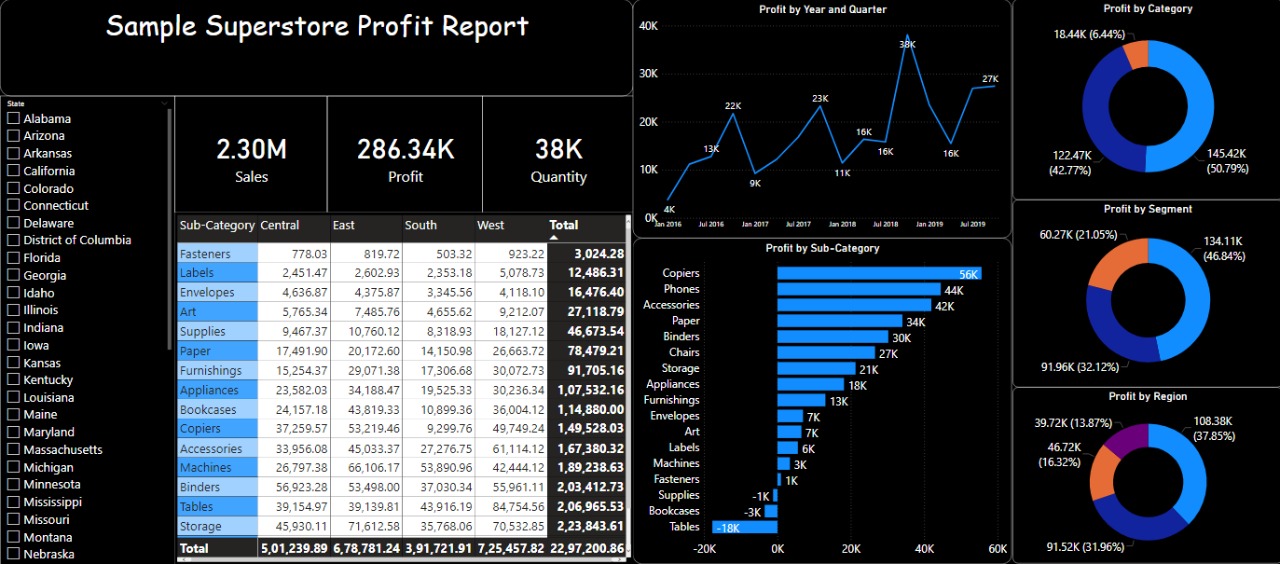 Sample Superstore Profit Report
State
Alabama
Arizona
Arkansas
California
Colorado
Connecticut
Delaware
District of Columbia
Florida
Georgia
Idaho
Illinois
Indiana
Iowa
Kansas
Kentucky
Louisiana
Maine
Maryland
Massachusetts
Michigan
Minnesota
Mississippi
Missouri
Montana
Nebraska
2.30M
Sales
286.34K
Profit
38K
Quantity
Sub-Category Central East South West Total
Fasteners 778.03 819.72 503.32 923.22 3,024.28
Labels 2,451.47 2,602.93 2,353.18 5,078.73 12,486.31
Envelopes 4,636.87 4,375.87 3,345.56 4,118.10 16,476.40
Art 5,765.34 7,485.76 4,655.62 9,212.07 27,118.79
Supplies 9,467.37 10,760.12 8,318.93 18,127.12 46,673.54
Paper 17,491.90 20,172.60 14,150.98 26,663.72 78,479.21
Furnishings 15,254.37 29,071.38 17,306.68 30,072.73 91,705.16
Appliances 23,582.03 34,188.47 19,525.33 30,236.34 1,07,532.16
Bookcases 24,157.18 43,819.33 10,899.36 36,004.12 1,14,880.00
Copiers 37,259.57 53,219.46 9,299.76 49,749.24 1,49,528.03
Accessories 33,956.08 45,033.37 27,276.75 61,114.12 1,67,380.32
Machines 26,797.38 66,106.17 53,890.96 42,444.12 1,89,238.63
Binders 56,923.28 53,498.00 37,030.34 55,961.11 2,03,412.73
Tables 39,154.97 39,139.81 43,916.19 84,754.56 2,06,965.53
Storage 45,930.11 71,612.58 35,768.06 70,532.85 2,23,843.61
Total 5,01,239.89 6,78,781.24 3,91,721.91 7,25,457.82 22,97,200.86
Profit by Year and Quarter
40K
30K
20K
10K
0K
4K
13K
22K
9K
23K
11K
16K
16K
38K
16K
27K
Jan 2016 Jul 2016 Jan 2017 Jul 2017 Jan 2018 Jul 2018 Jan 2019 Jul 2019
Profit by Sub-Category
Copiers 56K
Phones 44K
Accessories 42K
Paper 34K
Binders 30K
Chairs 27K
Storage 21K
Appliances 18K
Furnishings 13K
Envelopes 7K
Art 7K
Labels 6K
Machines 3K
Fasteners 1K
Supplies -1K
Bookcases -3K
Tables -18K
-20K 0K 20K 40K 60K
Profit by Category
18.44K (6.44%)
122.47K
(42.77%)
145.42K
(50.79%)
Profit by Segment
60.27K (21.05%)
134.11K
(46.84%)
91.96K (32.12%)
Profit by Region
39.72K (13.87%)
108.38K
(37.85%)
46.72K
(16.32%)
91.52K (31.96%)